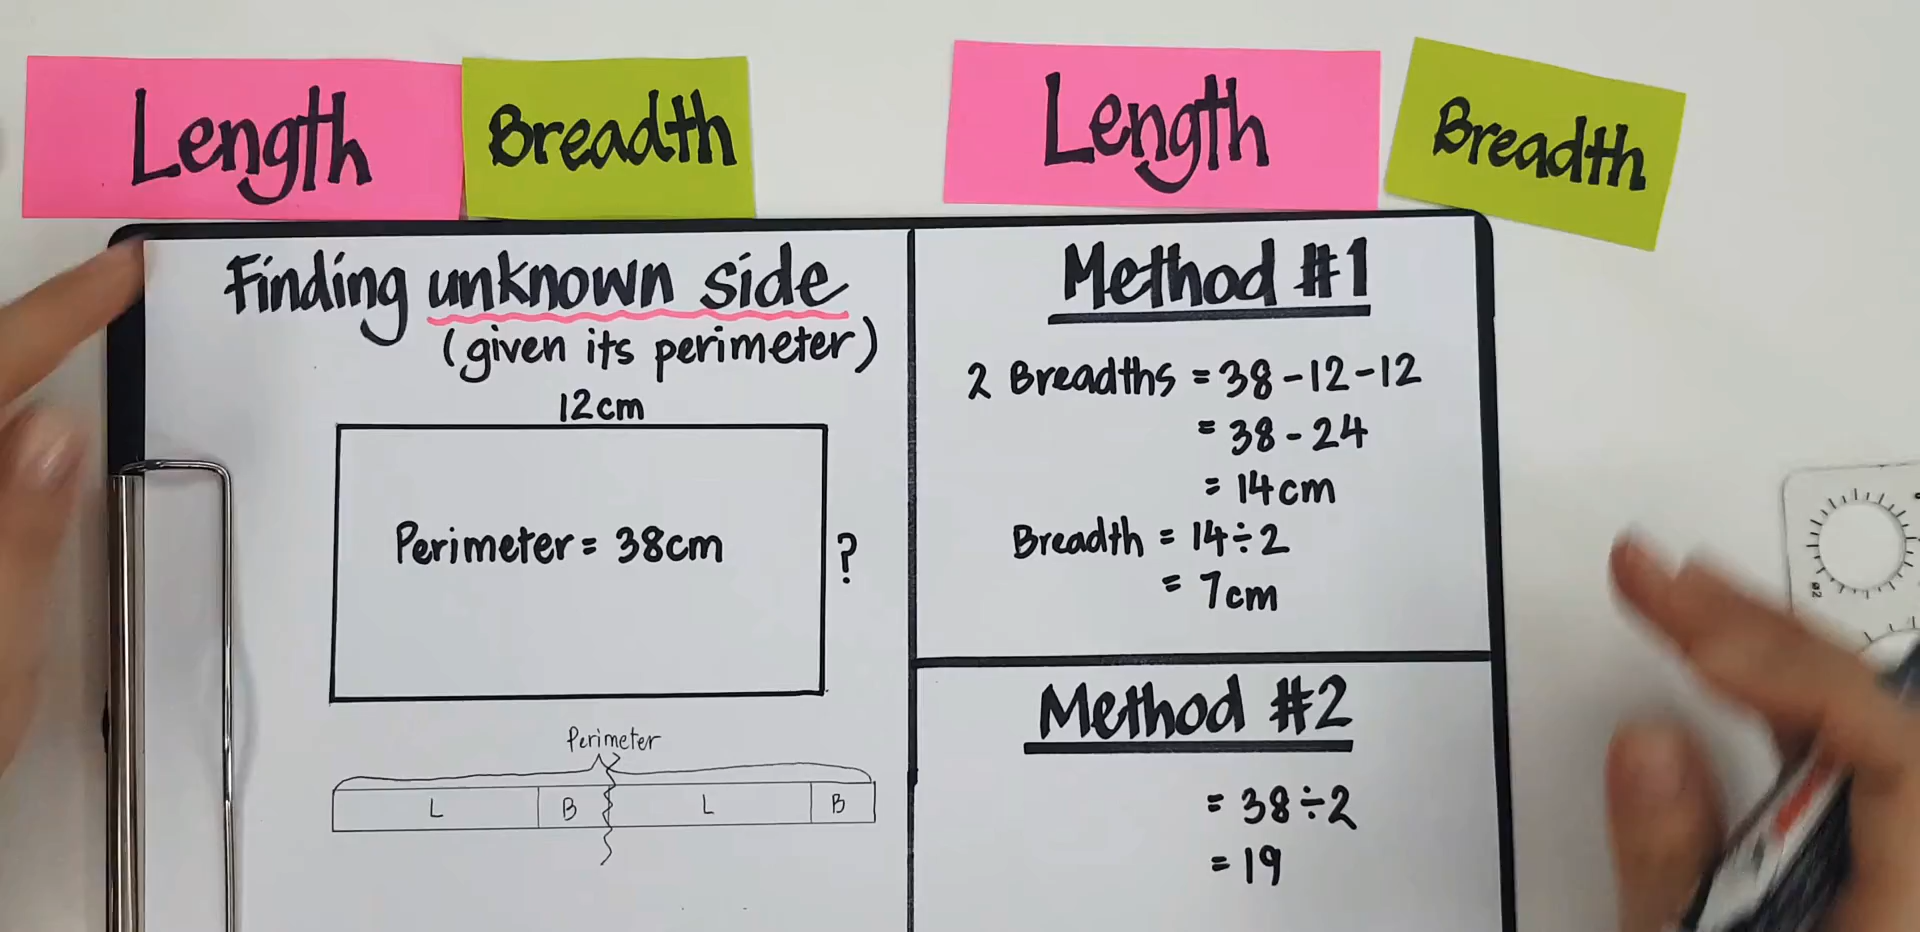 Length Breadth Length Breadth
Finding unknown side
(given its perimeter)
12cm
Perimeter = 38cm
?
Perimeter
L B L B
Method #1
2 Breadths = 38 - 12 - 12
= 38 - 24
= 14cm
Breadth = 14 ÷ 2
= 7cm
Method #2
= 38 ÷ 2
= 19